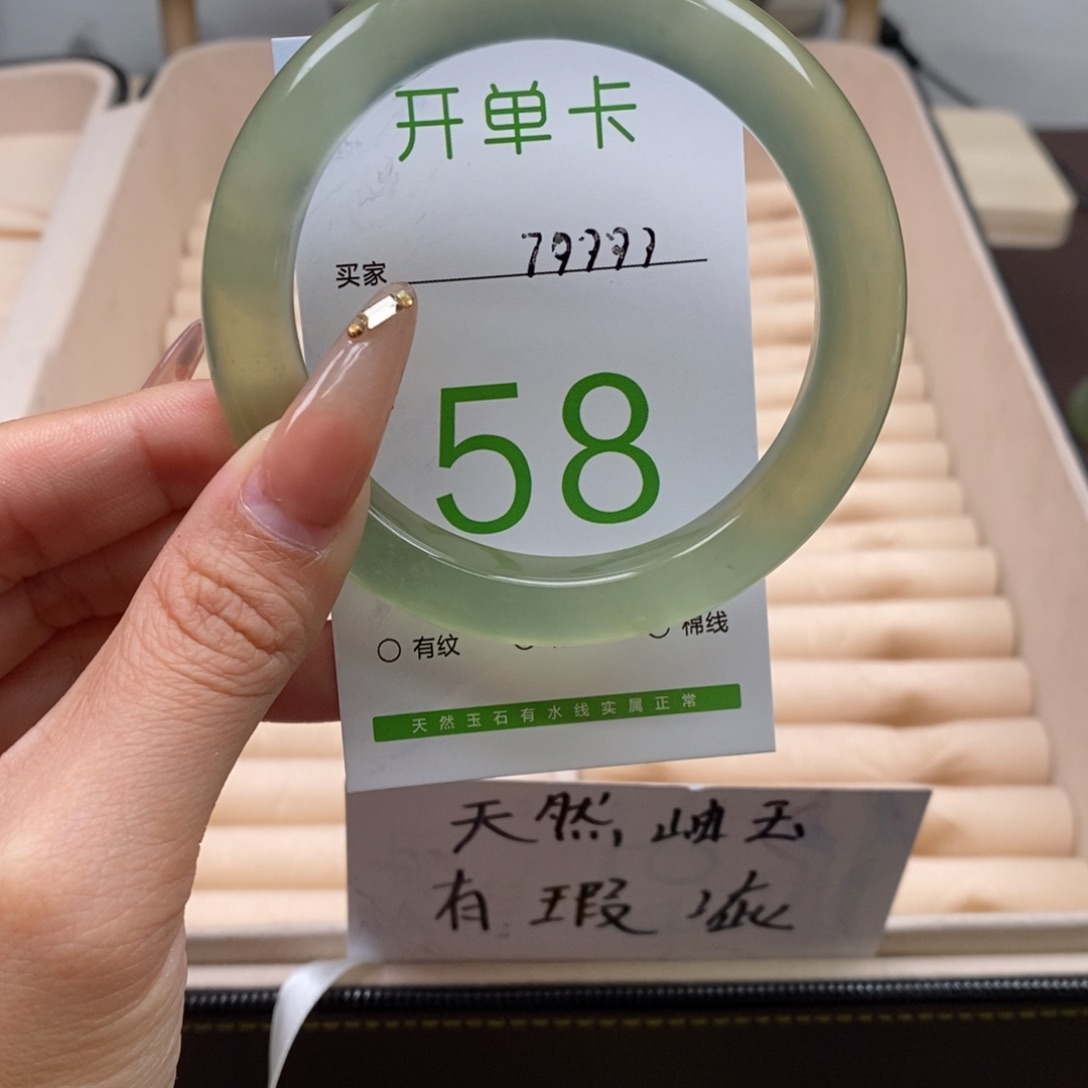 开单卡
买家
58
有纹
棉线
天然玉石有水线实属正常
天然,岫玉
有瑕疵